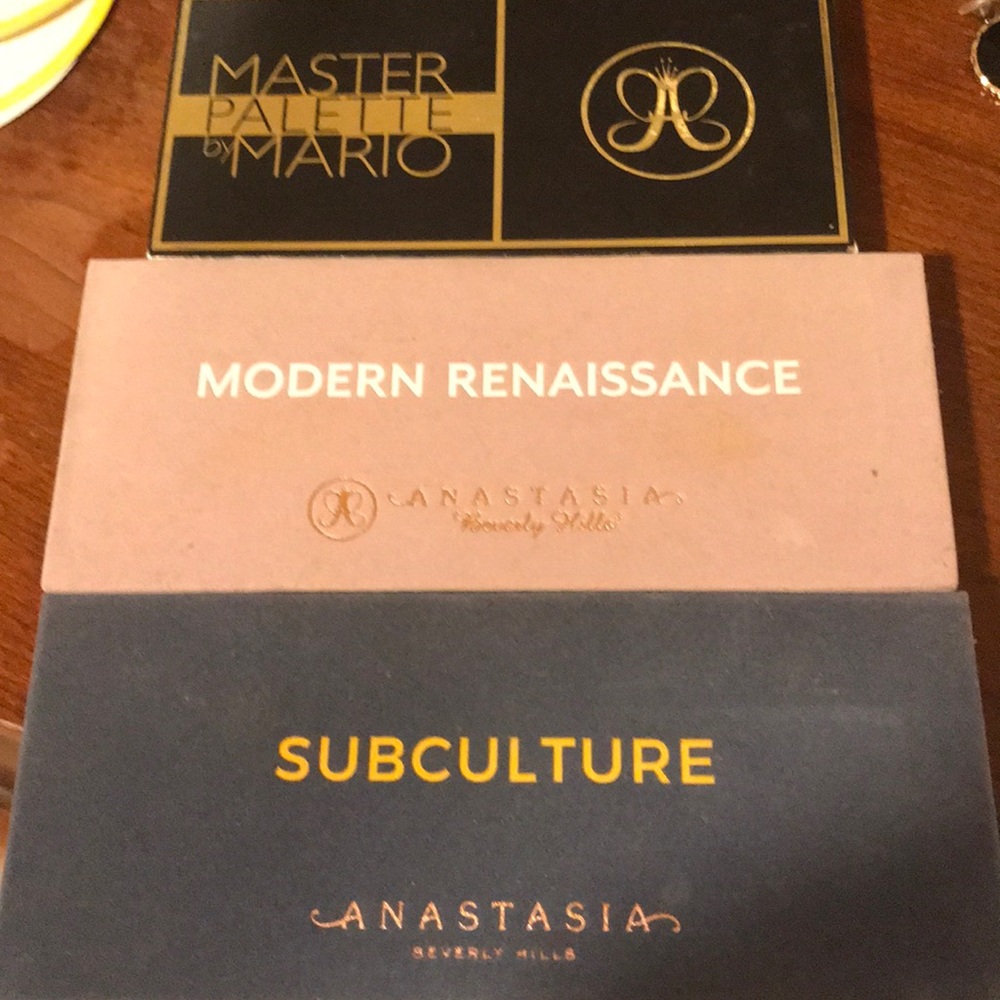 MASTER
PALETTE
by MARIO
MODERN RENAISSANCE
ANASTASIA
Beverly Hills
SUBCULTURE
ANASTASIA
BEVERLY HILLS